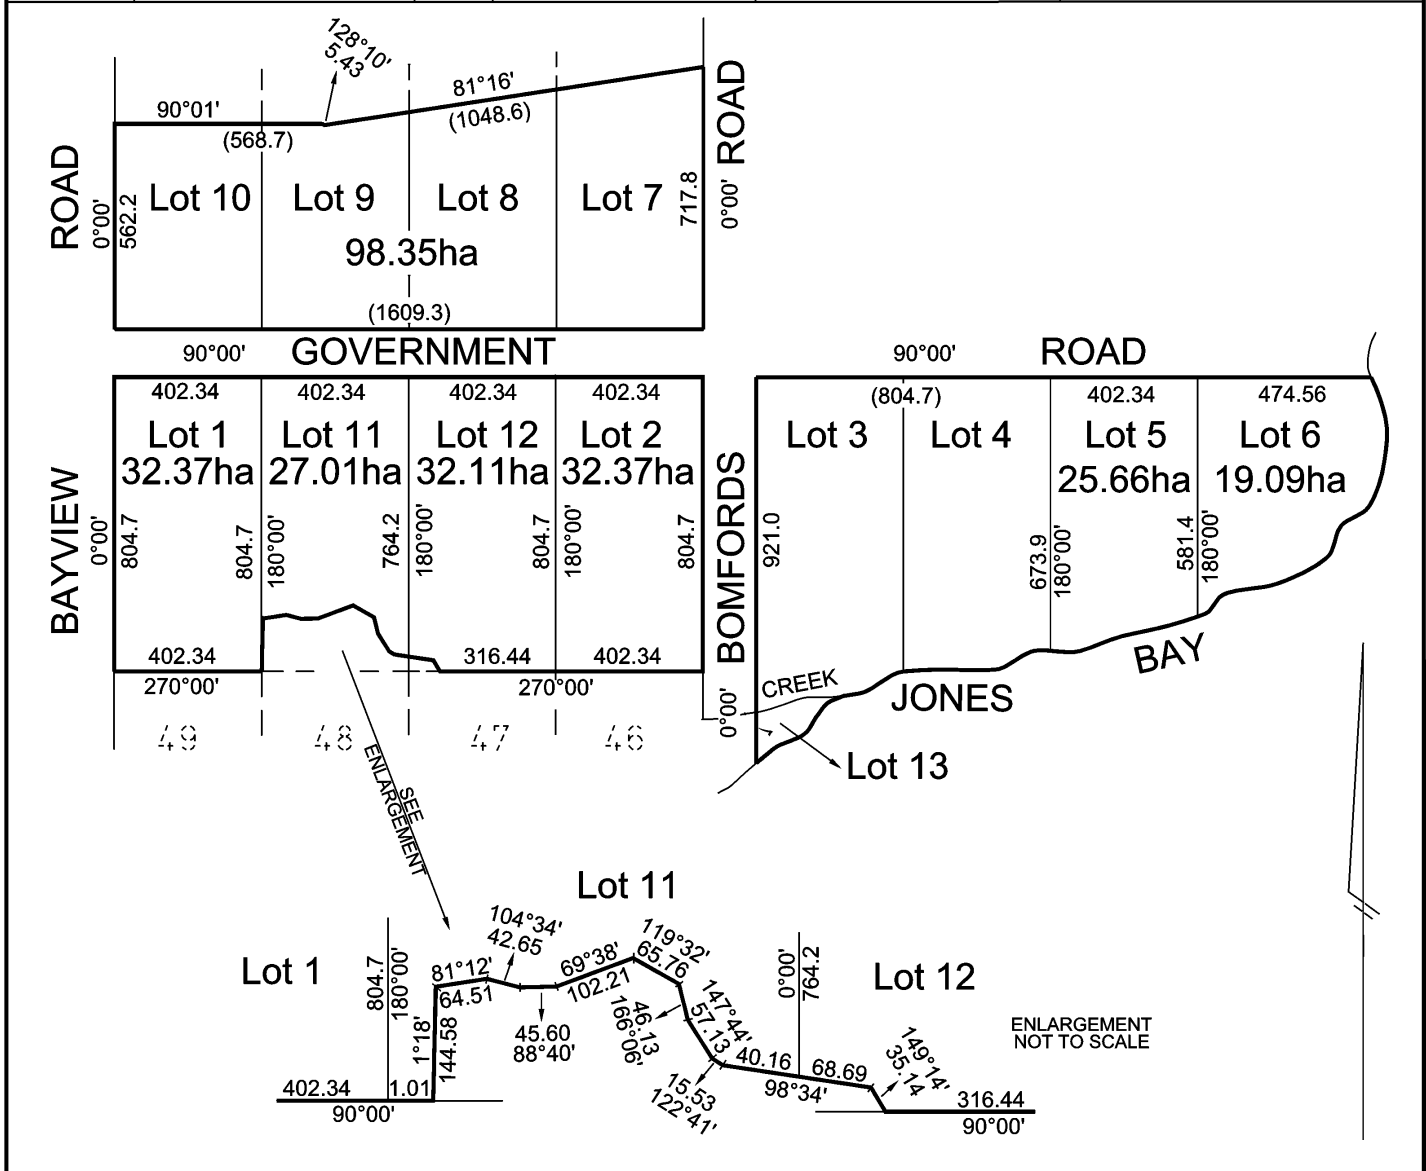 128°10'
5.43
90°01'
81°16'
(568.7)
(1048.6)
ROAD
0°00'
562.2
Lot 10
Lot 9
Lot 8
Lot 7
98.35ha
717.8
0°00'
ROAD
(1609.3)
90°00'
GOVERNMENT
90°00'
ROAD
402.34
402.34
402.34
402.34
(804.7)
402.34
474.56
Lot 1
Lot 11
Lot 12
Lot 2
Lot 3
Lot 4
Lot 5
Lot 6
32.37ha
27.01ha
32.11ha
32.37ha
25.66ha
19.09ha
BAYVIEW
0°00'
804.7
804.7
180°00'
764.2
180°00'
804.7
180°00'
804.7
BOMFORDS
0°00'
921.0
673.9
180°00'
581.4
180°00'
402.34
316.44
402.34
270°00'
270°00'
CREEK
JONES
BAY
49
48
47
46
Lot 13
SEE
ENLARGEMENT
Lot 11
Lot 1
Lot 12
804.7
180°00'
1°18'
144.58
81°12'
64.51
104°34'
42.65
45.60
88°40'
69°38'
102.21
119°32'
65.76
46.13
166°06'
147°44'
57.13
15.53
122°41'
40.16
68.69
98°34'
0°00'
764.2
149°14'
35.14
ENLARGEMENT
NOT TO SCALE
402.34
1.01
90°00'
316.44
90°00'